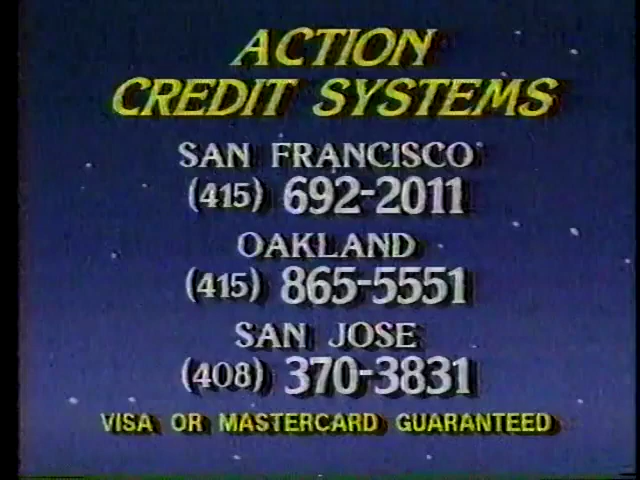 ACTION
CREDIT SYSTEMS
SAN FRANCISCO
(415) 692-2011
OAKLAND
(415) 865-5551
SAN JOSE
(408) 370-3831
VISA OR MASTERCARD GUARANTEED